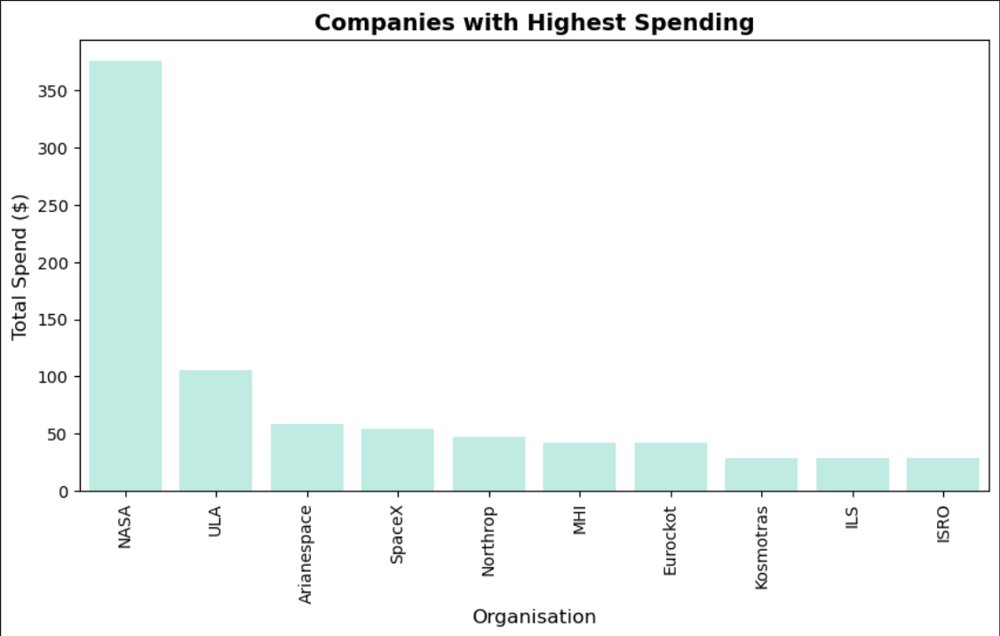 Companies with Highest Spending
Total Spend ($)
350
300
250
200
150
100
50
0
NASA
ULA
Arianespace
SpaceX
Northrop
MHI
Eurockot
Kosmotras
ILS
ISRO
Organisation